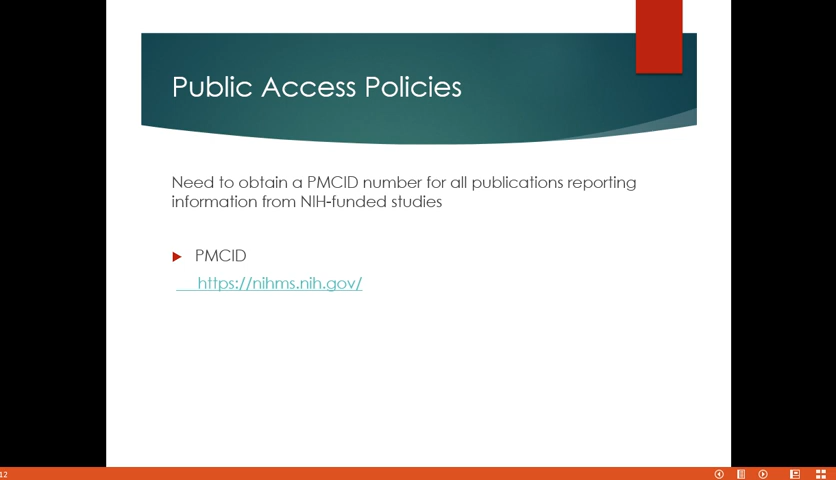 Public Access Policies
Need to obtain a PMCID number for all publications reporting
information from NIH-funded studies
PMCID
https://nihms.nih.gov/
12